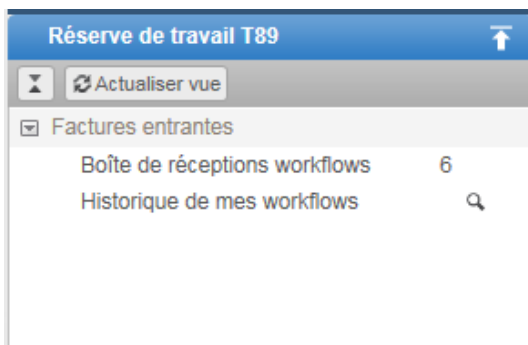 Réserve de travail T89
Actualiser vue
Factures entrantes
Boîte de réceptions workflows 6
Historique de mes workflows